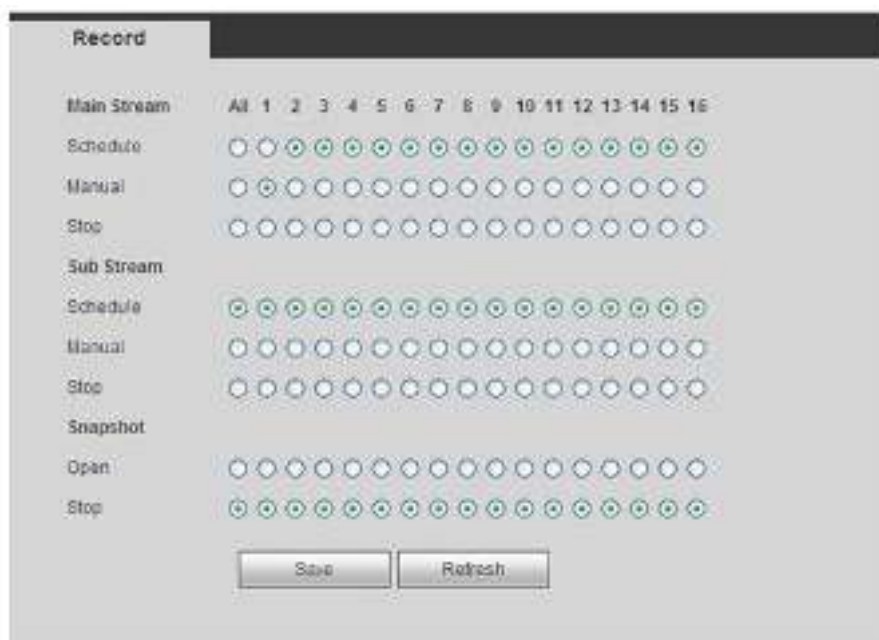 Record
Main Stream All 1 2 3 4 5 6 7 8 9 10 11 12 13 14 15 16
Schedule
Manual
Stop
Sub Stream
Schedule
Manual
Stop
Snapshot
Open
Stop
Save Refresh